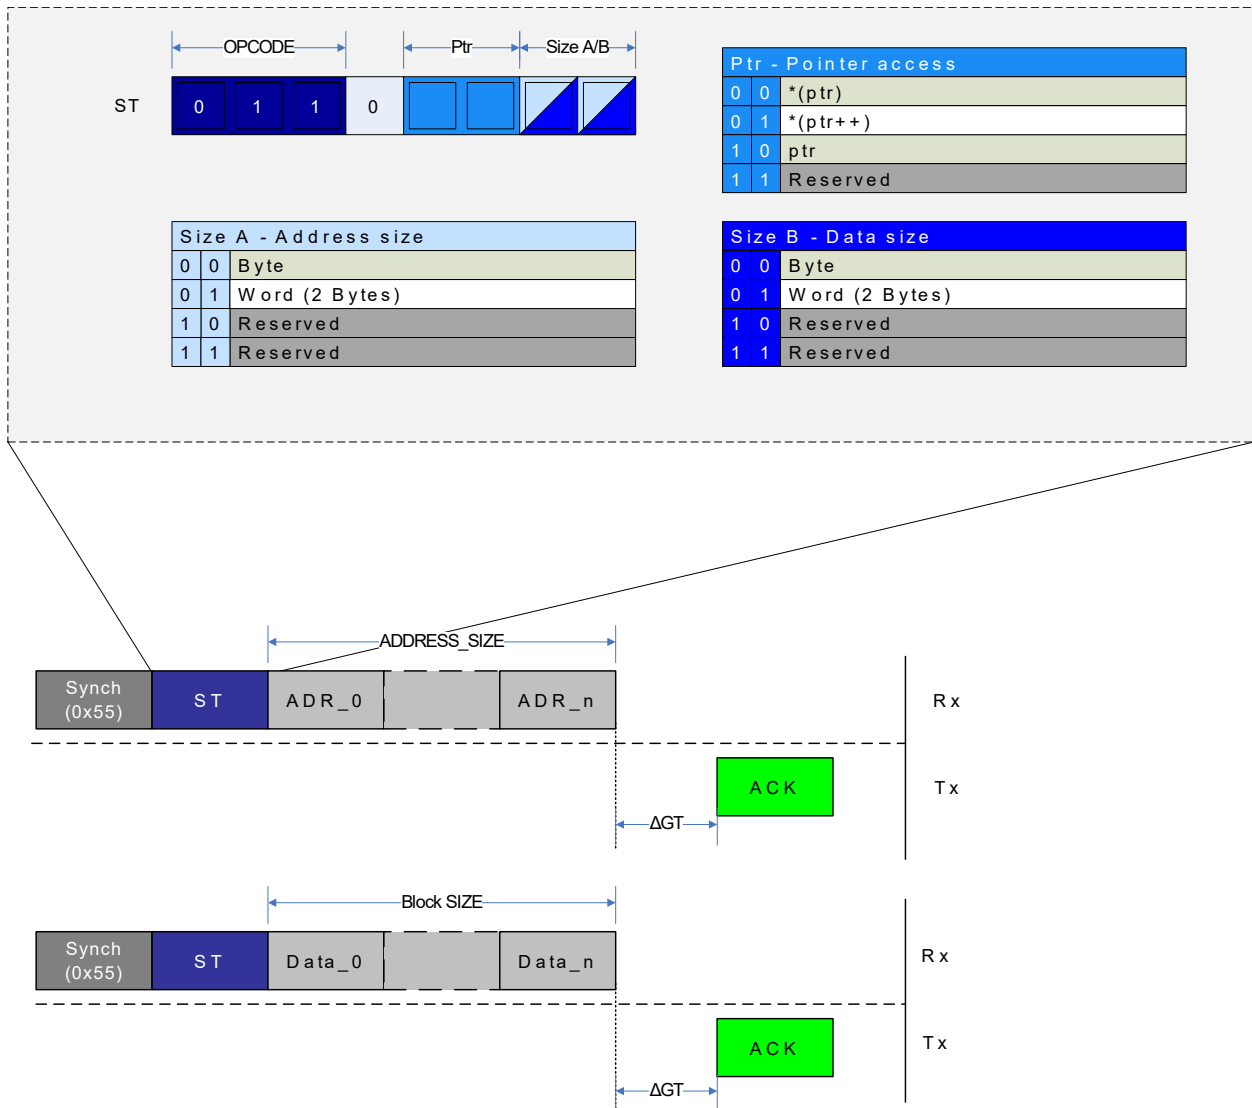 OPCODE Ptr Size A/B
ST 0 1 1 0
Ptr - Pointer access
0 0 *(ptr)
0 1 *(ptr++)
1 0 ptr
1 1 Reserved
Size A - Address size
0 0 Byte
0 1 Word (2 Bytes)
1 0 Reserved
1 1 Reserved
Size B - Data size
0 0 Byte
0 1 Word (2 Bytes)
1 0 Reserved
1 1 Reserved
ADDRESS_SIZE
Synch
(0x55)
ST ADR_0 ADR_n Rx
ACK Tx
ΔGT
Block SIZE
Synch
(0x55)
ST Data_0 Data_n Rx
ACK Tx
ΔGT